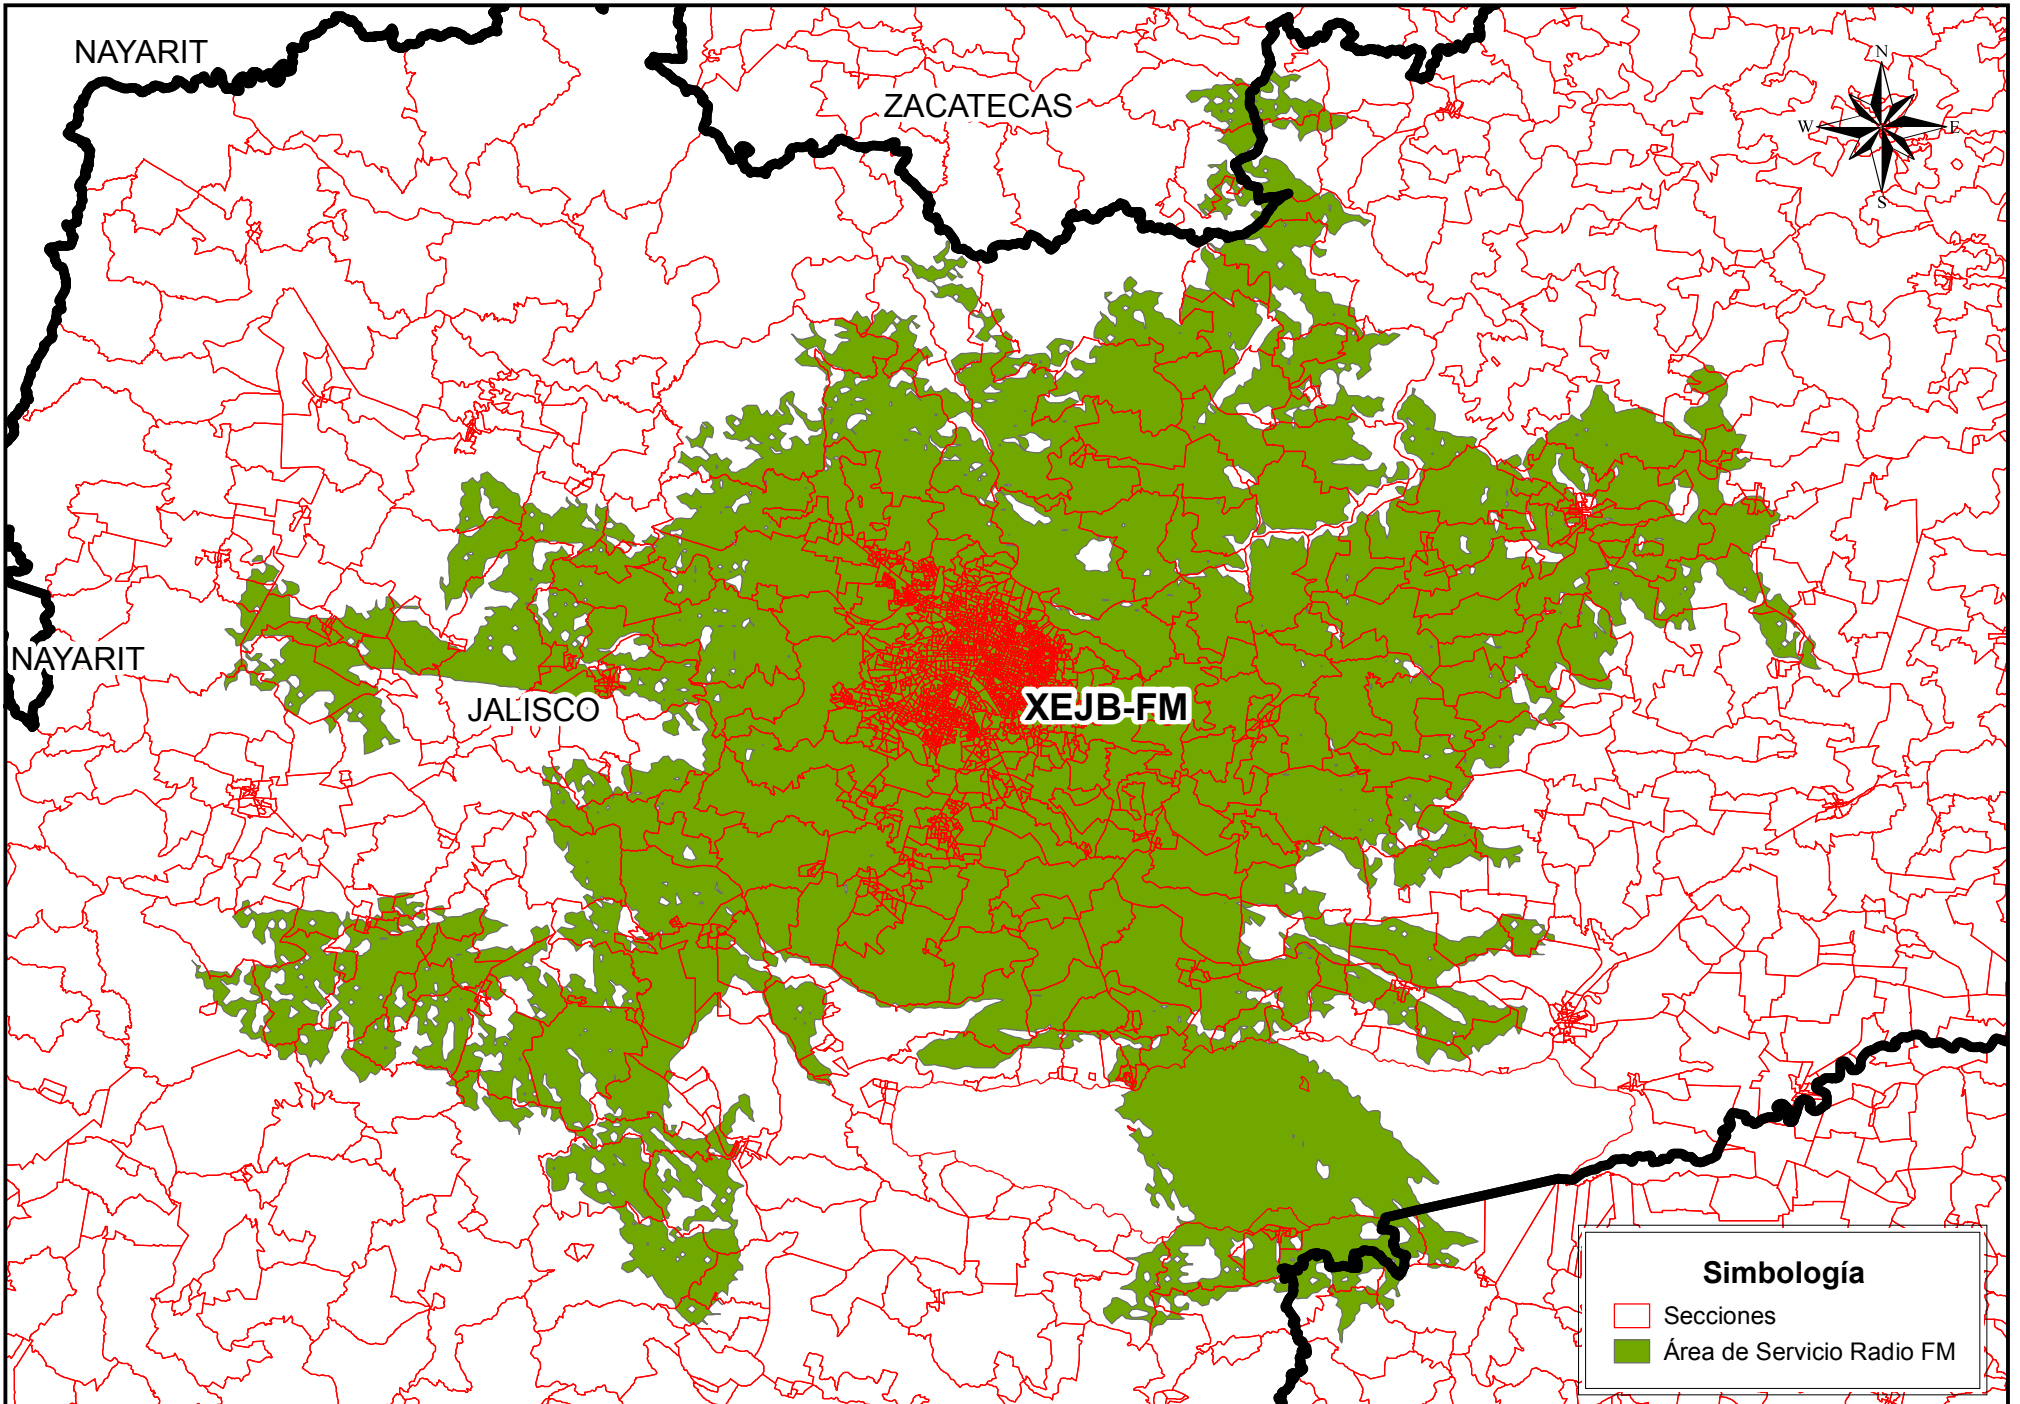 NAYARIT
ZACATECAS
N
W
E
S
NAYARIT
JALISCO
XEJB-FM
Simbología
Secciones
Área de Servicio Radio FM